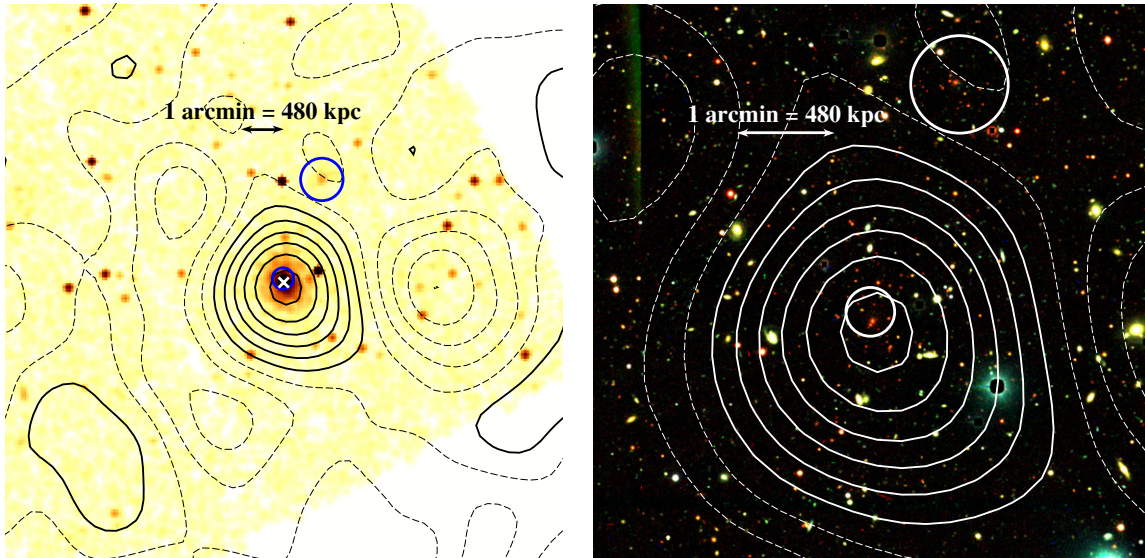 1 arcmin = 480 kpc
1 arcmin = 480 kpc